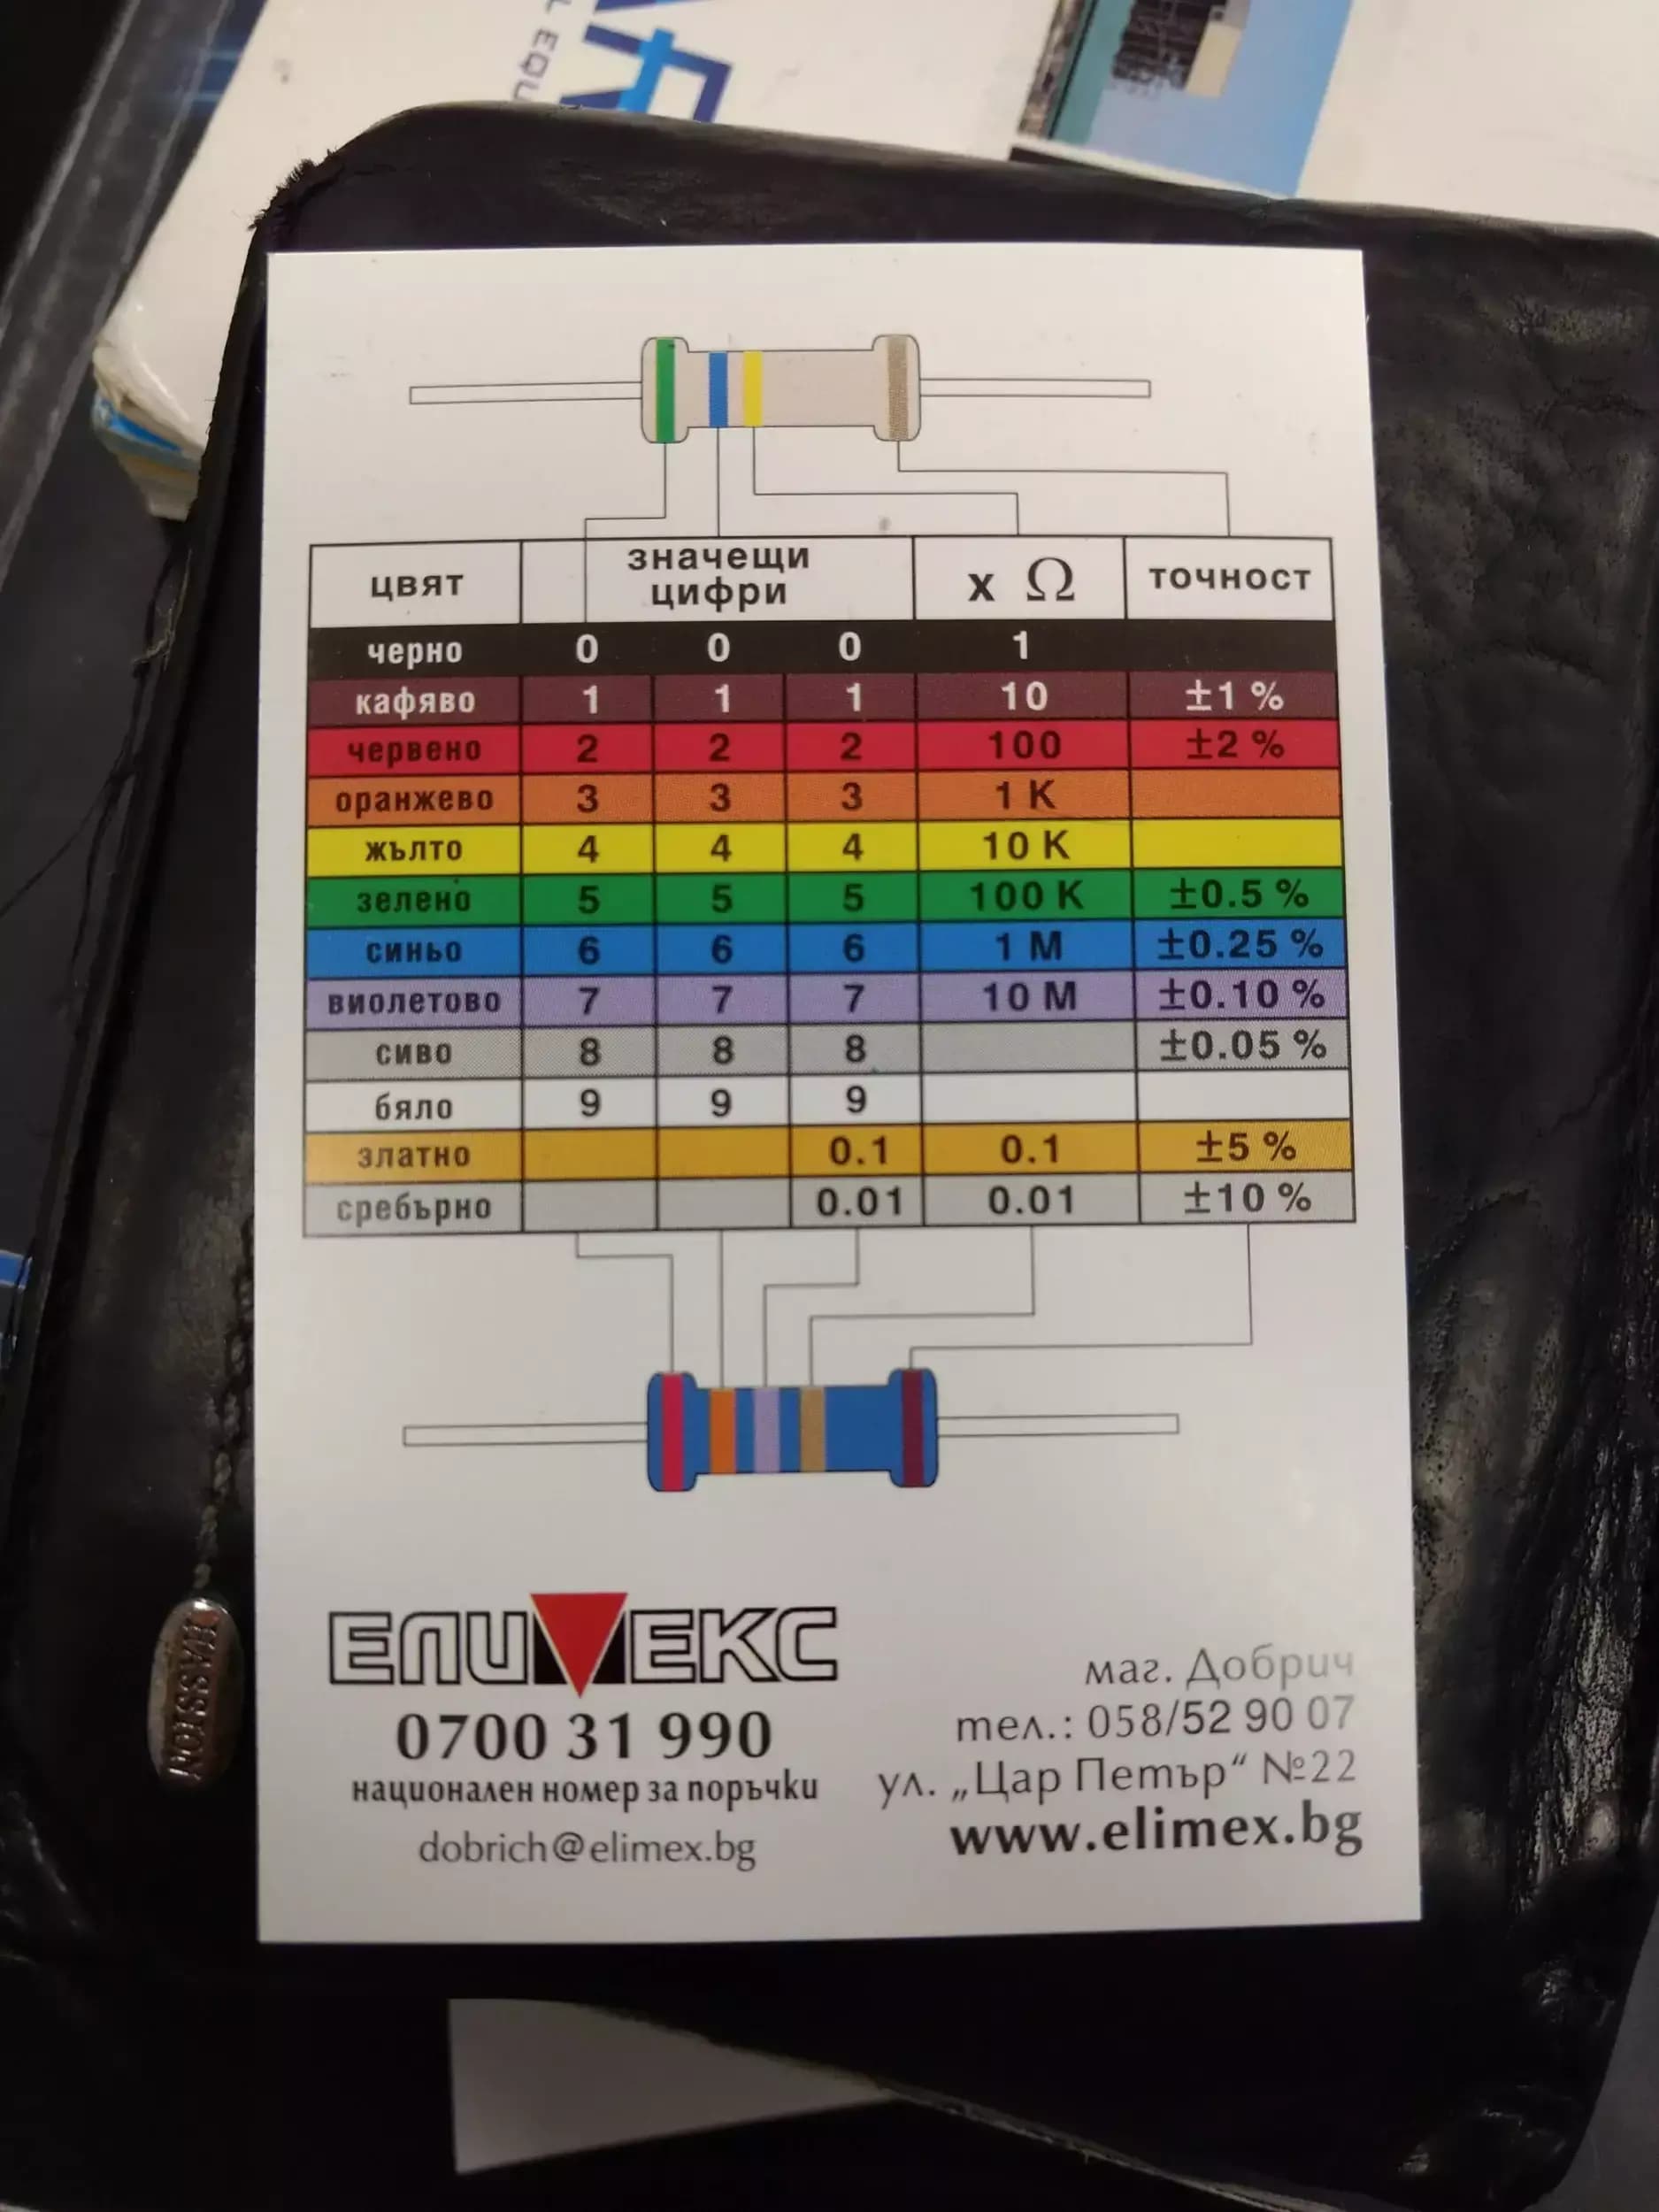 L EQU
цвят значещи цифри x Ω точност
черно 0 0 0 1
кафяво 1 1 1 10 ±1 %
червено 2 2 2 100 ±2 %
оранжево 3 3 3 1 K
жълто 4 4 4 10 K
зелено 5 5 5 100 K ±0.5 %
синьо 6 6 6 1 M ±0.25 %
виолетово 7 7 7 10 M ±0.10 %
сиво 8 8 8 ±0.05 %
бяло 9 9 9
златно 0.1 0.1 ±5 %
сребърно 0.01 0.01 ±10 %
ЕЛИМЕКС
0700 31 990
национален номер за поръчки
dobrich@elimex.bg
маг. Добрич
тел.: 058/52 90 07
ул. „Цар Петър“ №22
www.elimex.bg